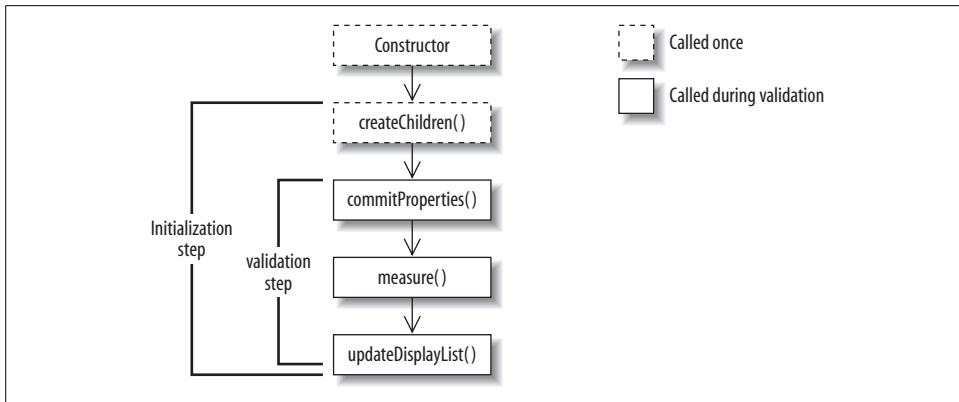 Constructor
createChildren()
commitProperties()
measure()
updateDisplayList()
Initialization
step
validation
step
Called once
Called during validation